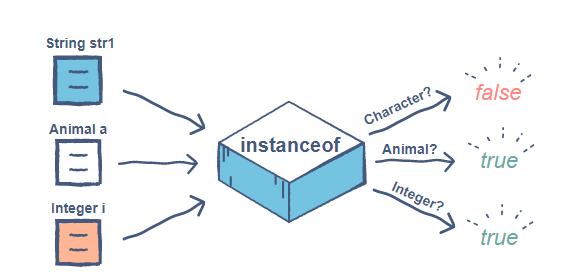 String str1
Animal a
Integer i
instanceof
Character?
Animal?
Integer?
false
true
true